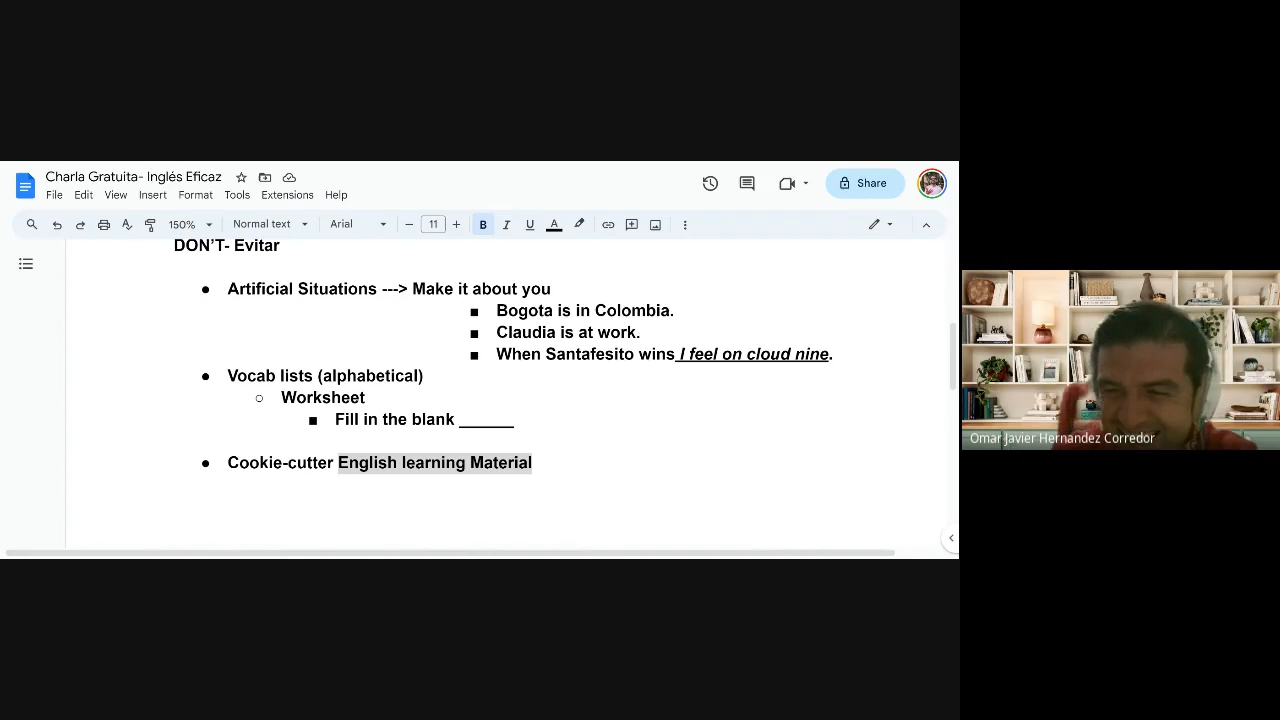 Charla Gratuita- Inglés Eficaz
File Edit View Insert Format Tools Extensions Help
Share
150% Normal text Arial − 11 + B I U A
DON'T- Evitar
● Artificial Situations ---> Make it about you
■ Bogota is in Colombia.
■ Claudia is at work.
■ When Santafesito wins I feel on cloud nine.
● Vocab lists (alphabetical)
○ Worksheet
■ Fill in the blank ______
● Cookie-cutter English learning Material
Omar Javier Hernandez Corredor